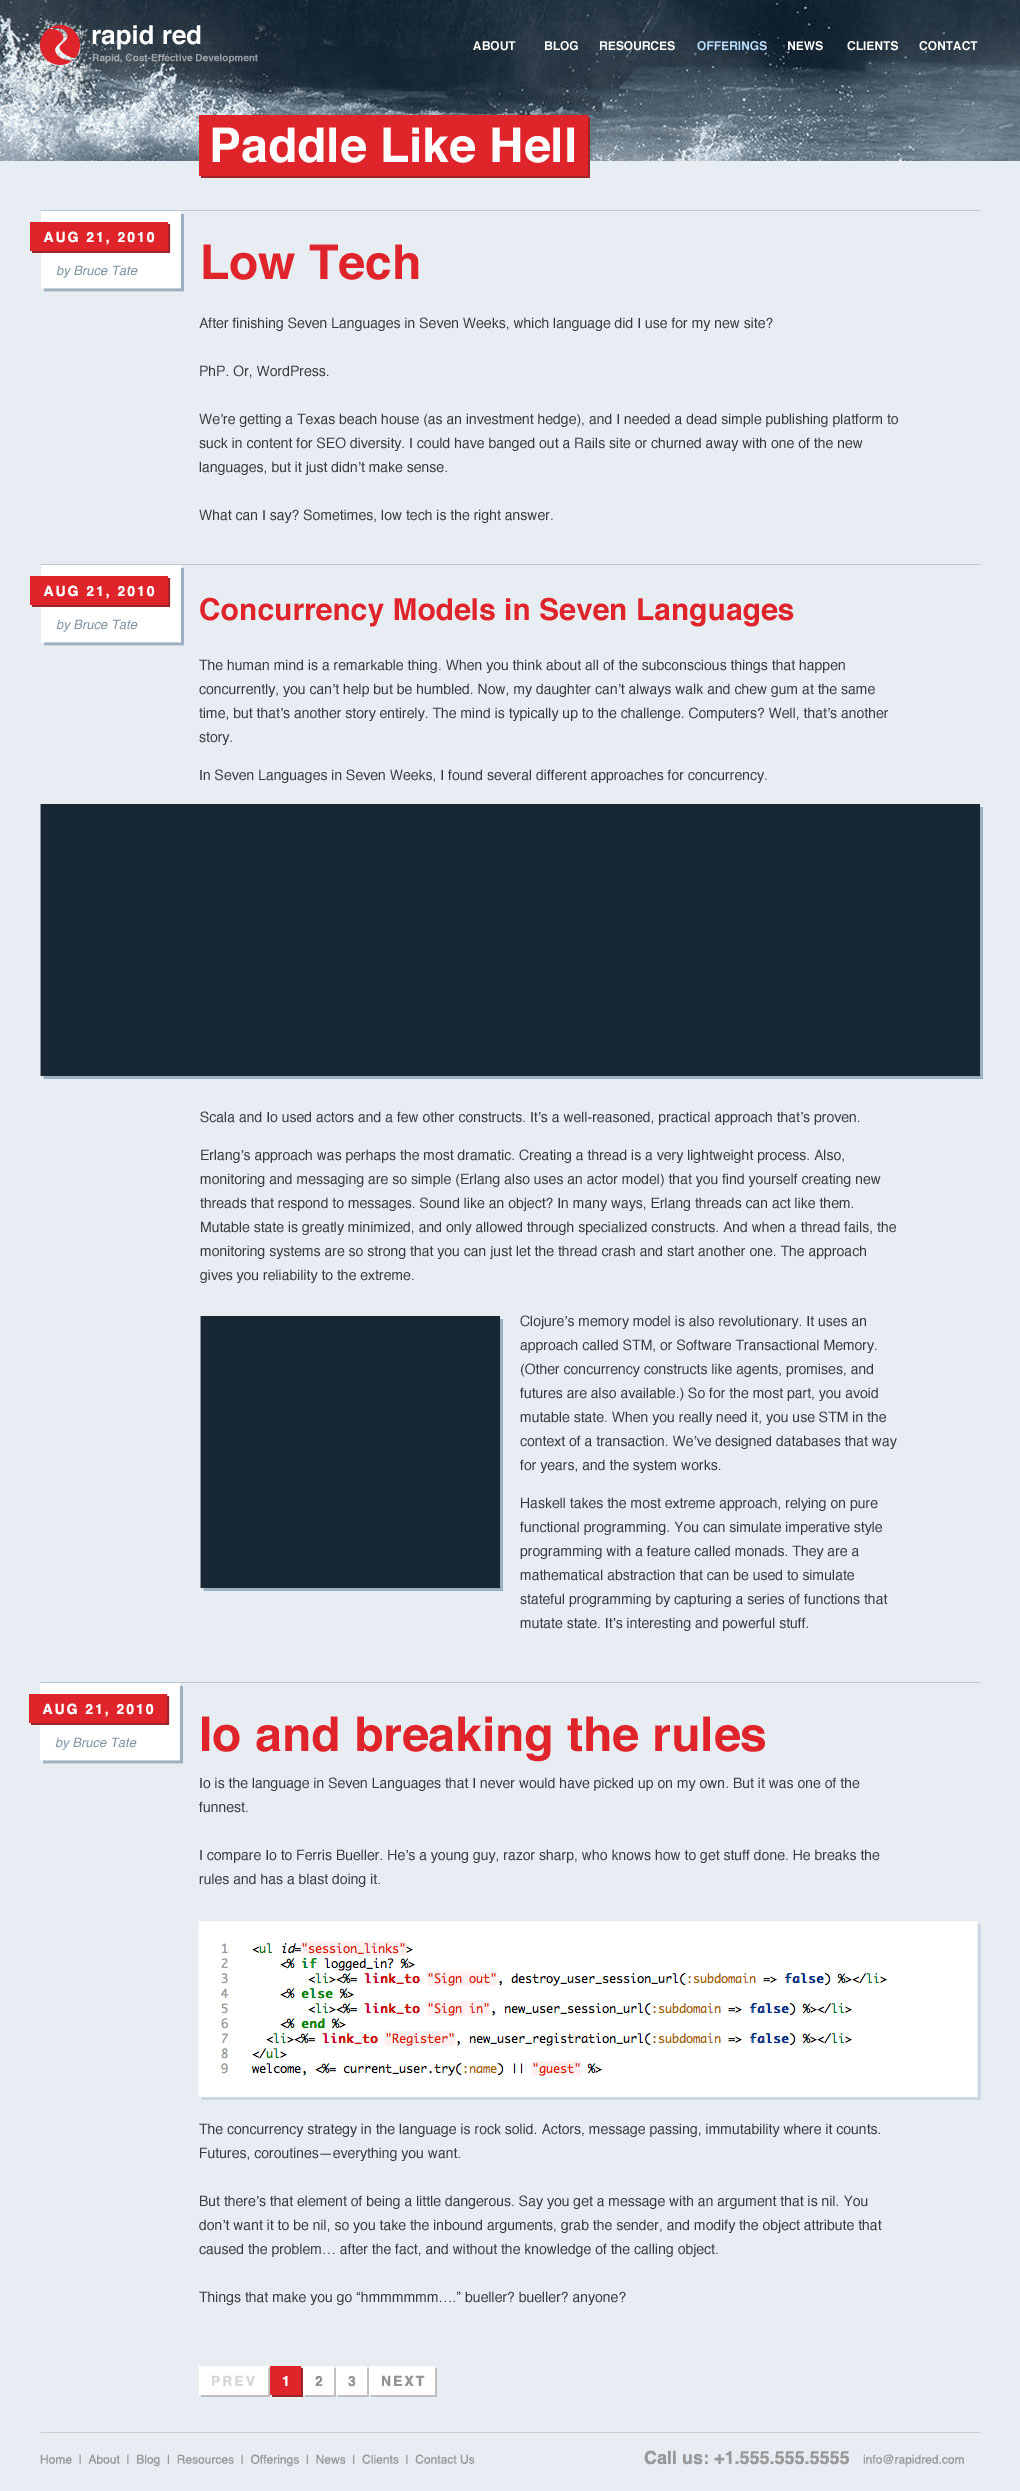 rapid red
Rapid, Cost-Effective Development
ABOUT BLOG RESOURCES OFFERINGS NEWS CLIENTS CONTACT
Paddle Like Hell
AUG 21, 2010
by Bruce Tate
Low Tech
After finishing Seven Languages in Seven Weeks, which language did I use for my new site?
PhP. Or, WordPress.
We’re getting a Texas beach house (as an investment hedge), and I needed a dead simple publishing platform to
suck in content for SEO diversity. I could have banged out a Rails site or churned away with one of the new
languages, but it just didn’t make sense.
What can I say? Sometimes, low tech is the right answer.
AUG 21, 2010
by Bruce Tate
Concurrency Models in Seven Languages
The human mind is a remarkable thing. When you think about all of the subconscious things that happen
concurrently, you can’t help but be humbled. Now, my daughter can’t always walk and chew gum at the same
time, but that’s another story entirely. The mind is typically up to the challenge. Computers? Well, that’s another
story.
In Seven Languages in Seven Weeks, I found several different approaches for concurrency.
Scala and Io used actors and a few other constructs. It’s a well-reasoned, practical approach that’s proven.
Erlang’s approach was perhaps the most dramatic. Creating a thread is a very lightweight process. Also,
monitoring and messaging are so simple (Erlang also uses an actor model) that you find yourself creating new
threads that respond to messages. Sound like an object? In many ways, Erlang threads can act like them.
Mutable state is greatly minimized, and only allowed through specialized constructs. And when a thread fails, the
monitoring systems are so strong that you can just let the thread crash and start another one. The approach
gives you reliability to the extreme.
Clojure’s memory model is also revolutionary. It uses an
approach called STM, or Software Transactional Memory.
(Other concurrency constructs like agents, promises, and
futures are also available.) So for the most part, you avoid
mutable state. When you really need it, you use STM in the
context of a transaction. We’ve designed databases that way
for years, and the system works.
Haskell takes the most extreme approach, relying on pure
functional programming. You can simulate imperative style
programming with a feature called monads. They are a
mathematical abstraction that can be used to simulate
stateful programming by capturing a series of functions that
mutate state. It’s interesting and powerful stuff.
AUG 21, 2010
by Bruce Tate
Io and breaking the rules
Io is the language in Seven Languages that I never would have picked up on my own. But it was one of the
funnest.
I compare Io to Ferris Bueller. He’s a young guy, razor sharp, who knows how to get stuff done. He breaks the
rules and has a blast doing it.
1 <ul id="session_links">
2 <% if logged_in? %>
3 <li><%= link_to "Sign out", destroy_user_session_url(:subdomain => false) %></li>
4 <% else %>
5 <li><%= link_to "Sign in", new_user_session_url(:subdomain => false) %></li>
6 <% end %>
7 <li><%= link_to "Register", new_user_registration_url(:subdomain => false) %></li>
8 </ul>
9 welcome, <%= current_user.try(:name) || "guest" %>
The concurrency strategy in the language is rock solid. Actors, message passing, immutability where it counts.
Futures, coroutines—everything you want.
But there’s that element of being a little dangerous. Say you get a message with an argument that is nil. You
don’t want it to be nil, so you take the inbound arguments, grab the sender, and modify the object attribute that
caused the problem… after the fact, and without the knowledge of the calling object.
Things that make you go “hmmmmmm….” bueller? bueller? anyone?
PREV 1 2 3 NEXT
Home | About | Blog | Resources | Offerings | News | Clients | Contact Us
Call us: +1.555.555.5555 info@rapidred.com